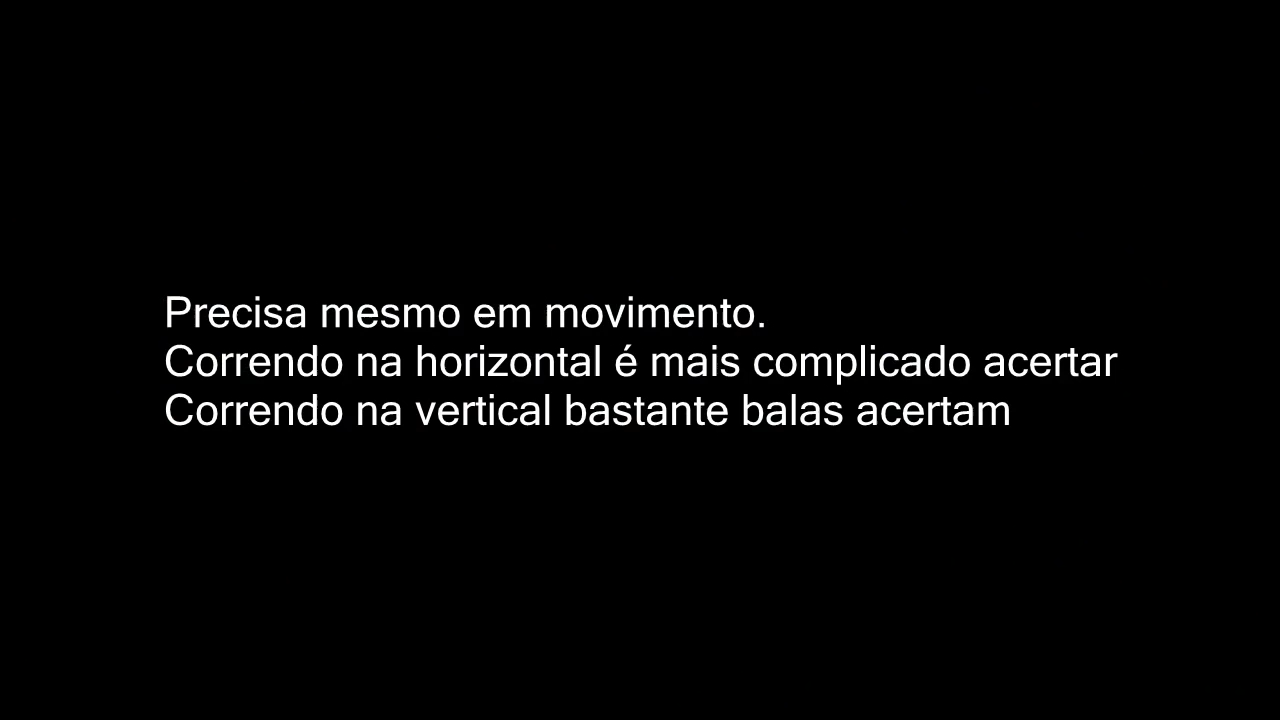 Precisa mesmo em movimento.
Correndo na horizontal é mais complicado acertar
Correndo na vertical bastante balas acertam